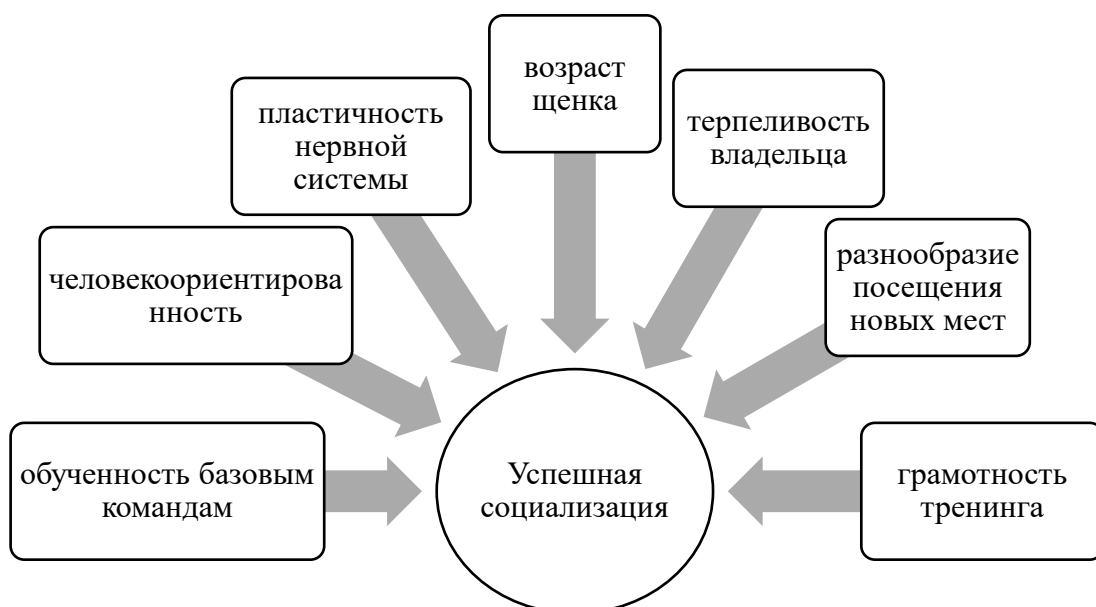 обученность базовым
командам
человекоориентирова
нность
пластичность
нервной
системы
возраст
щенка
терпеливость
владельца
разнообразие
посещения
новых мест
грамотность
тренинга
Успешная
социализация